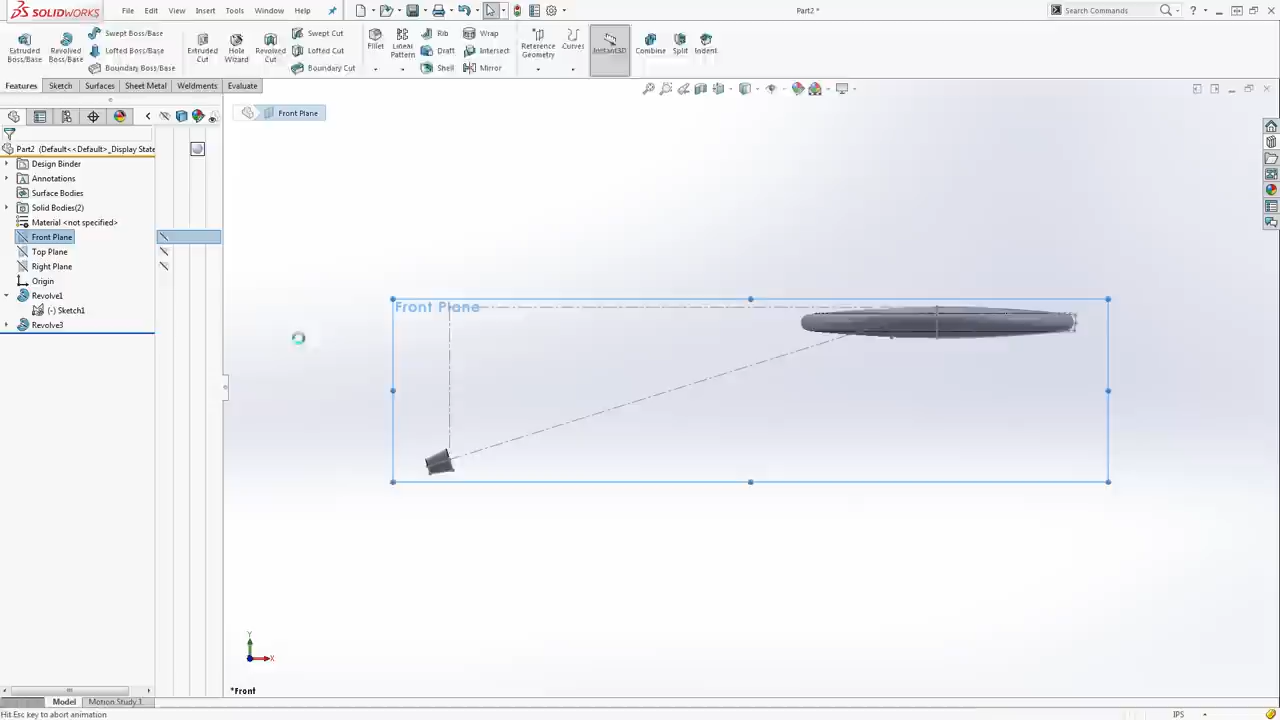 SOLIDWORKS
File
Edit
View
Insert
Tools
Window
Help
Part2 *
Search Commands
Extruded Boss/Base
Revolved Boss/Base
Swept Boss/Base
Lofted Boss/Base
Boundary Boss/Base
Extruded Cut
Hole Wizard
Revolved Cut
Swept Cut
Lofted Cut
Boundary Cut
Fillet
Linear Pattern
Rib
Draft
Shell
Wrap
Intersect
Mirror
Reference Geometry
Curves
Instant3D
Combine
Split
Indent
Features
Sketch
Surfaces
Sheet Metal
Weldments
Evaluate
Front Plane
Part2 (Default<<Default>_Display State
Design Binder
Annotations
Surface Bodies
Solid Bodies(2)
Material <not specified>
Front Plane
Top Plane
Right Plane
Origin
Revolve1
(-) Sketch1
Revolve3
Front Plane
Y
X
*Front
Model
Motion Study 1
Hit Esc key to abort animation
IPS